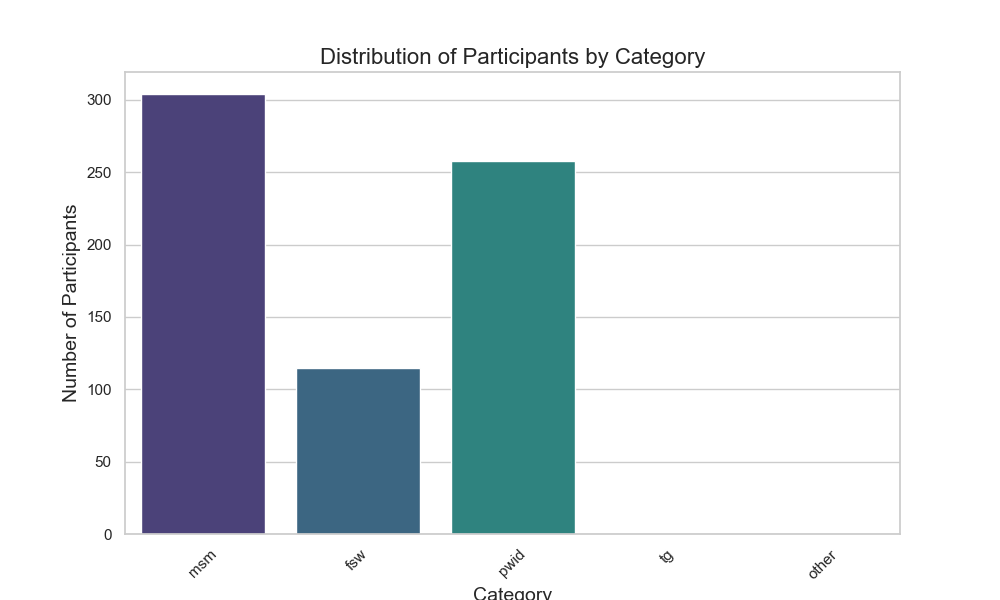 Distribution of Participants by Category
Number of Participants
300
250
200
150
100
50
0
msm
fsw
pwid
tg
other
Category